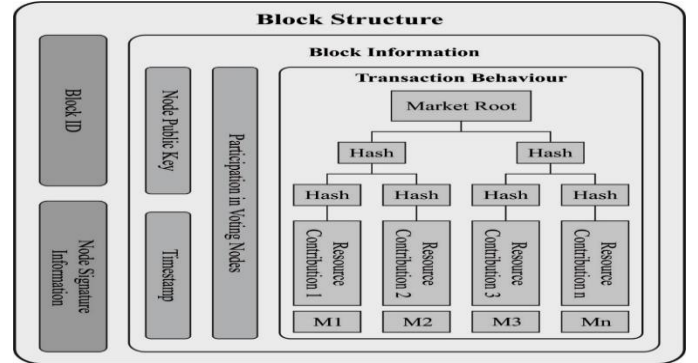 Block Structure
Block Information
Transaction Behaviour
Block ID
Node Signature
Information
Node Public Key
Timestamp
Participation in Voting Nodes
Market Root
Hash
Hash
Hash
Hash
Hash
Hash
Resource
Contribution 1
Resource
Contribution 2
Resource
Contribution 3
Resource
Contribution n
M1
M2
M3
Mn